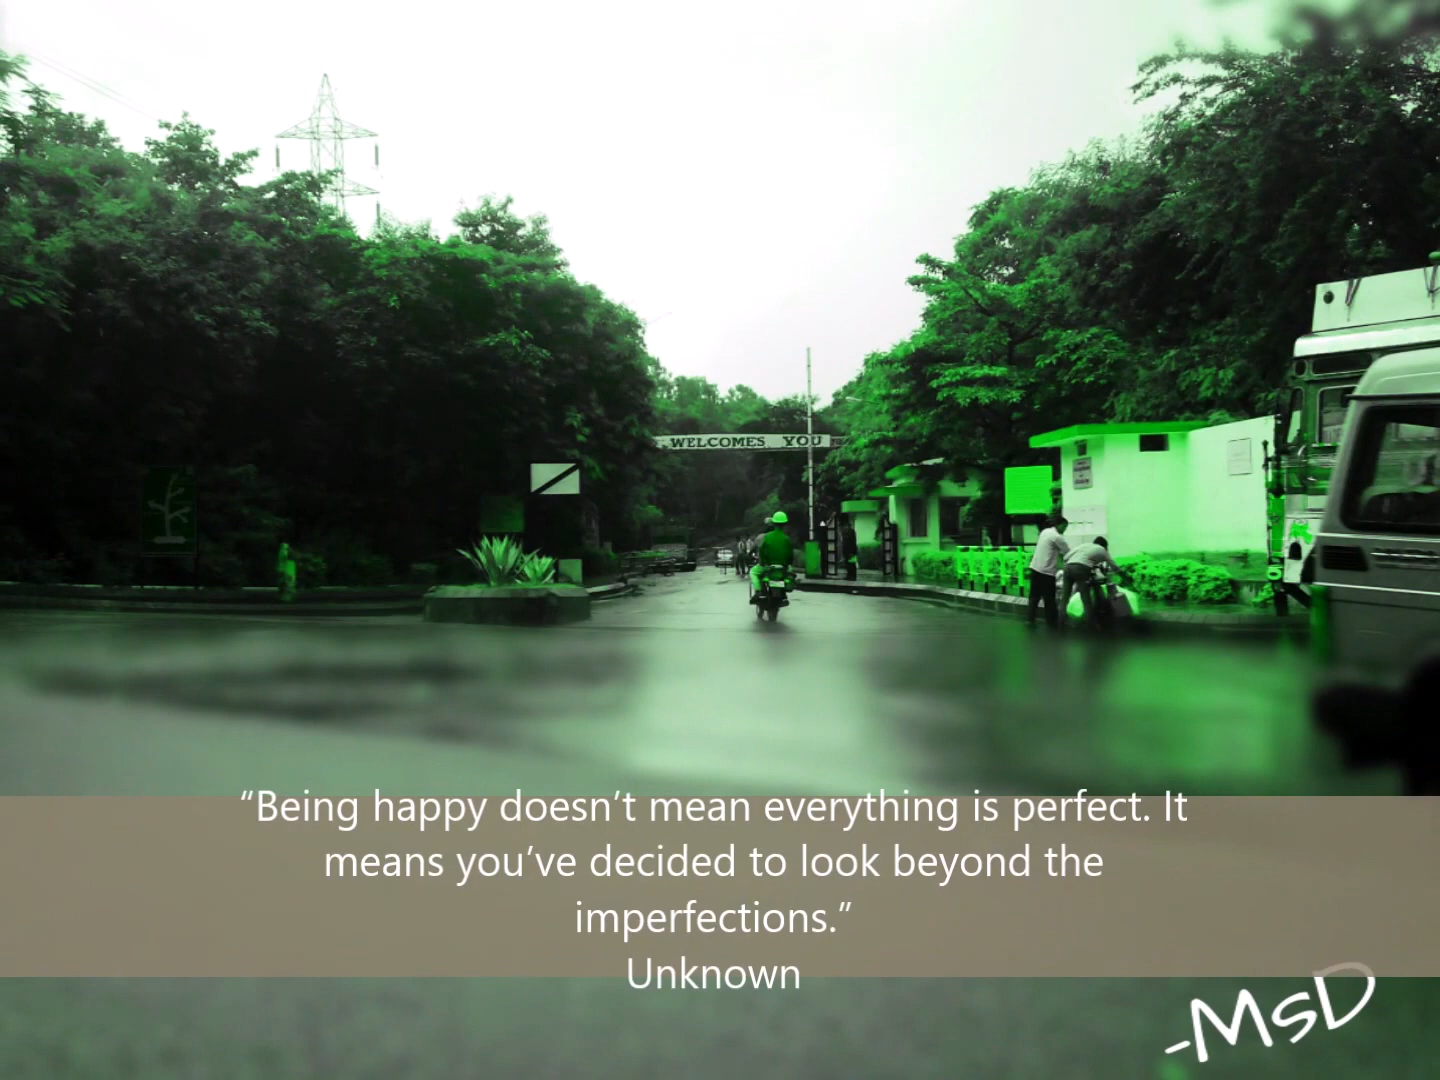 WELCOMES YOU
“Being happy doesn’t mean everything is perfect. It
means you’ve decided to look beyond the
imperfections.”
Unknown
-MsD